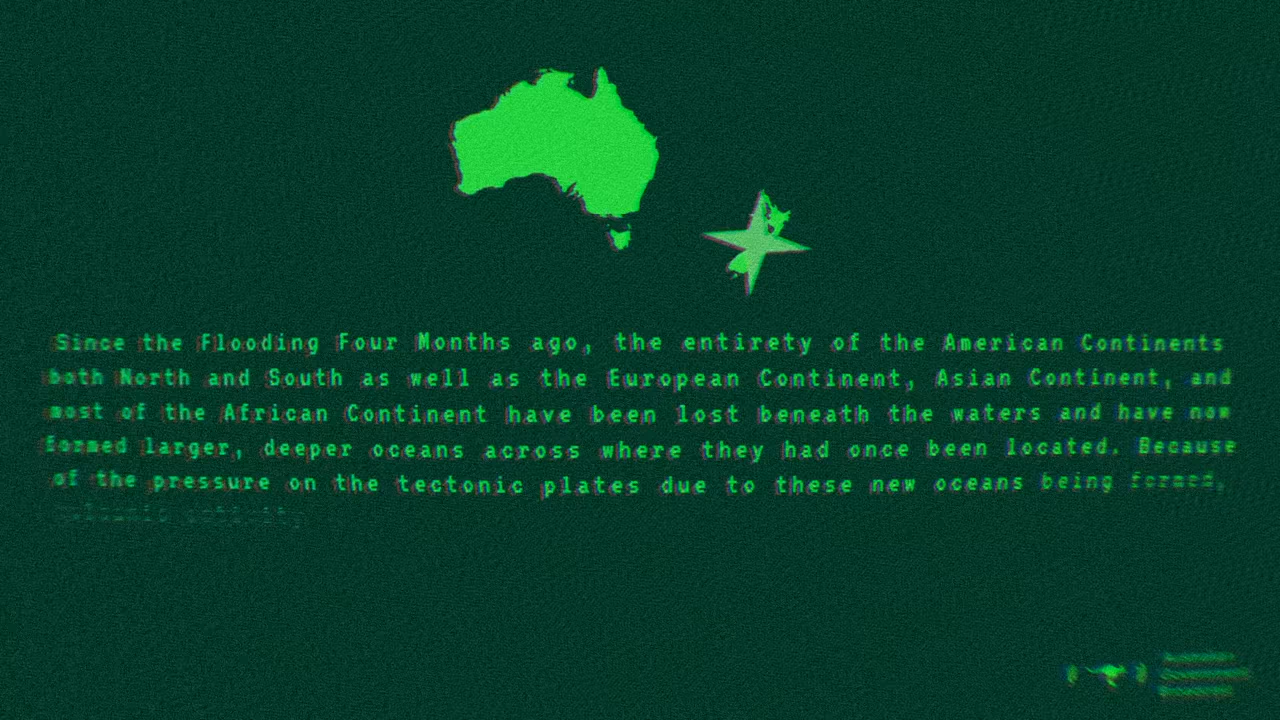 Since the Flooding Four Months ago, the entirety of the American Continents
both North and South as well as the European Continent, Asian Continent, and
most of the African Continent have been lost beneath the waters and have now
formed larger, deeper oceans across where they had once been located. Because
of the pressure on the tectonic plates due to these new oceans being formed,